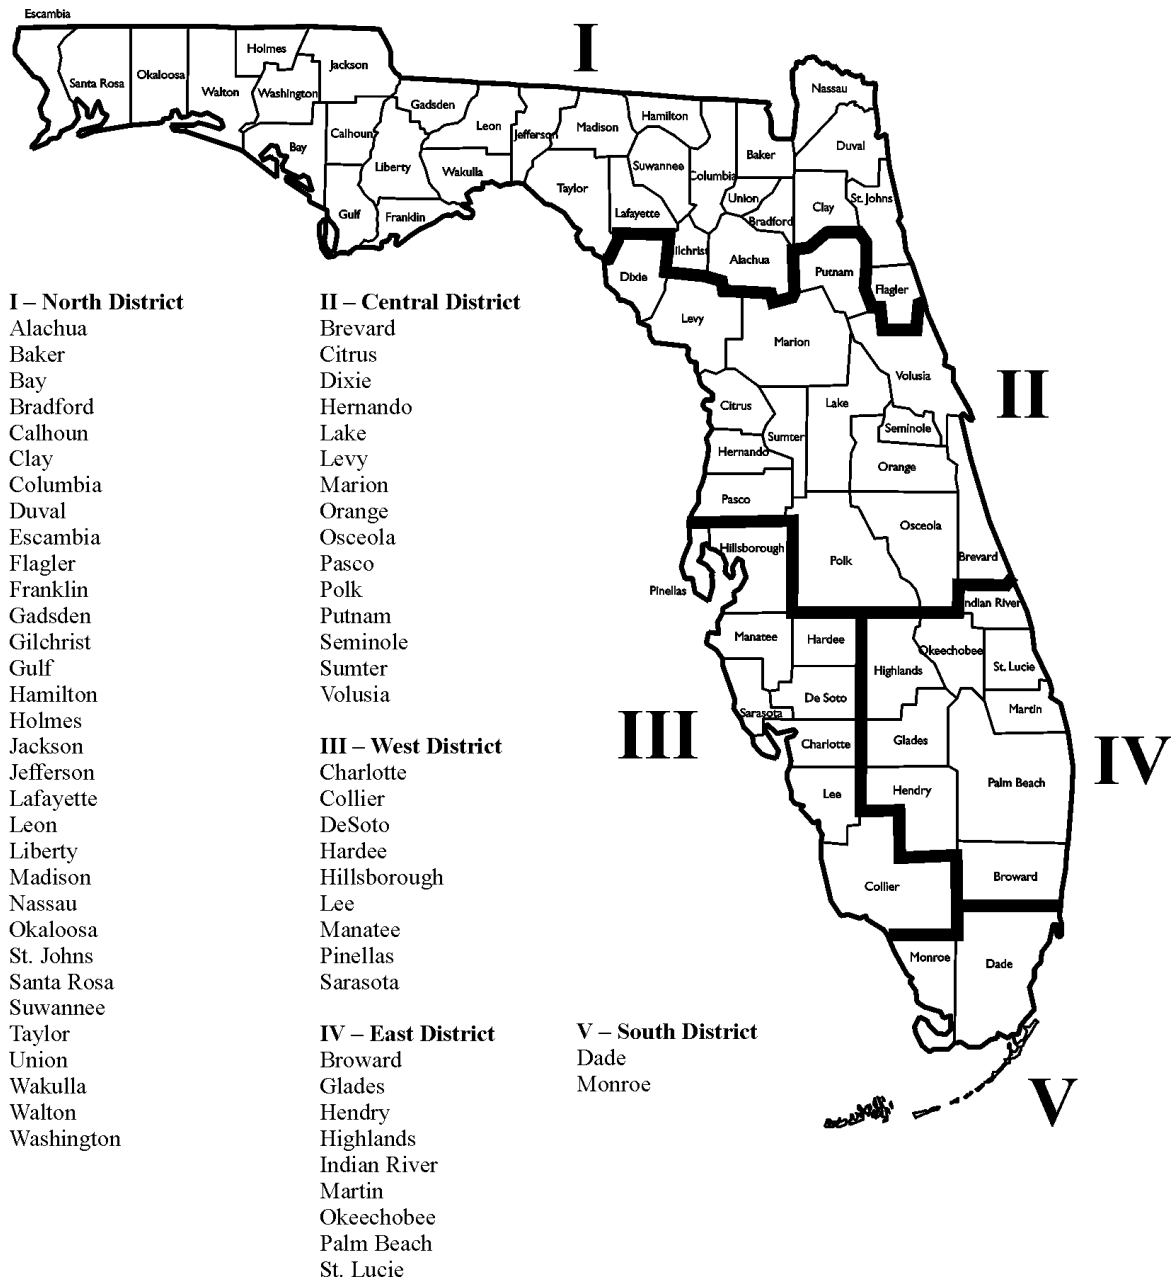 Escambia
I
Holmes
Jackson
Santa Rosa
Okaloosa
Walton
Washington
Nassau
Gadsden
Leon
Jefferson
Madison
Hamilton
Calhoun
Bay
Liberty
Wakulla
Suwannee
Columbia
Baker
Duval
Taylor
Union
Gulf
Franklin
Lafayette
Bradford
Clay
St. Johns
ilchrist
Alachua
Dixie
Putnam
Flagler
Levy
Marion
II
Volusia
Citrus
Lake
Sumter
Seminole
Hernando
Orange
Pasco
Osceola
Hillsborough
Polk
Brevard
Pinellas
ndian River
Manatee
Hardee
Okeechobee
Highlands
St. Lucie
De Soto
Sarasota
Martin
III
Charlotte
Glades
IV
Lee
Hendry
Palm Beach
Collier
Broward
Monroe
Dade
V
I – North District
Alachua
Baker
Bay
Bradford
Calhoun
Clay
Columbia
Duval
Escambia
Flagler
Franklin
Gadsden
Gilchrist
Gulf
Hamilton
Holmes
Jackson
Jefferson
Lafayette
Leon
Liberty
Madison
Nassau
Okaloosa
St. Johns
Santa Rosa
Suwannee
Taylor
Union
Wakulla
Walton
Washington
II – Central District
Brevard
Citrus
Dixie
Hernando
Lake
Levy
Marion
Orange
Osceola
Pasco
Polk
Putnam
Seminole
Sumter
Volusia
III – West District
Charlotte
Collier
DeSoto
Hardee
Hillsborough
Lee
Manatee
Pinellas
Sarasota
IV – East District
Broward
Glades
Hendry
Highlands
Indian River
Martin
Okeechobee
Palm Beach
St. Lucie
V – South District
Dade
Monroe